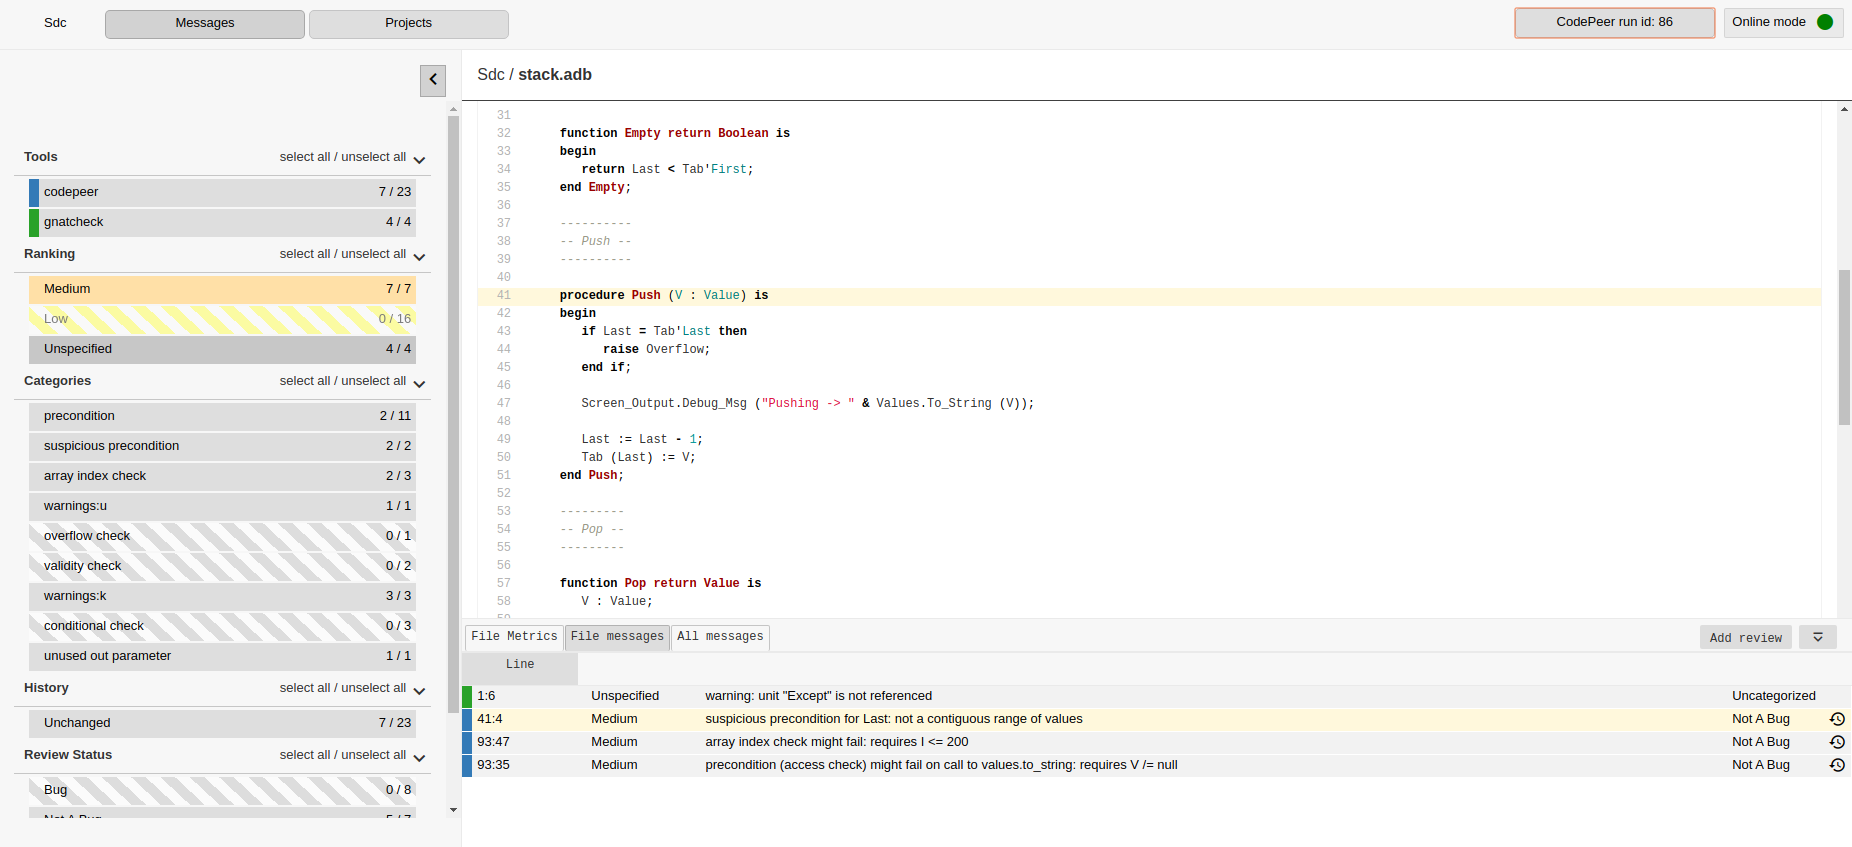 Sdc Messages Projects CodePeer run id: 86 Online mode
Sdc / stack.adb
Tools select all / unselect all
codepeer 7 / 23
gnatcheck 4 / 4
Ranking select all / unselect all
Medium 7 / 7
Low 0 / 16
Unspecified 4 / 4
Categories select all / unselect all
precondition 2 / 11
suspicious precondition 2 / 2
array index check 2 / 3
warnings:u 1 / 1
overflow check 0 / 1
validity check 0 / 2
warnings:k 3 / 3
conditional check 0 / 3
unused out parameter 1 / 1
History select all / unselect all
Unchanged 7 / 23
Review Status select all / unselect all
Bug 0 / 8
Not A Bug 5 / 7
31
32 function Empty return Boolean is
33 begin
34 return Last < Tab'First;
35 end Empty;
36
37 ----------
38 -- Push --
39 ----------
40
41 procedure Push (V : Value) is
42 begin
43 if Last = Tab'Last then
44 raise Overflow;
45 end if;
46
47 Screen_Output.Debug_Msg ("Pushing -> " & Values.To_String (V));
48
49 Last := Last - 1;
50 Tab (Last) := V;
51 end Push;
52
53 ---------
54 -- Pop --
55 ---------
56
57 function Pop return Value is
58 V : Value;
59
File Metrics File messages All messages Add review
Line
1:6 Unspecified warning: unit "Except" is not referenced Uncategorized
41:4 Medium suspicious precondition for Last: not a contiguous range of values Not A Bug
93:47 Medium array index check might fail: requires I <= 200 Not A Bug
93:35 Medium precondition (access check) might fail on call to values.to_string: requires V /= null Not A Bug